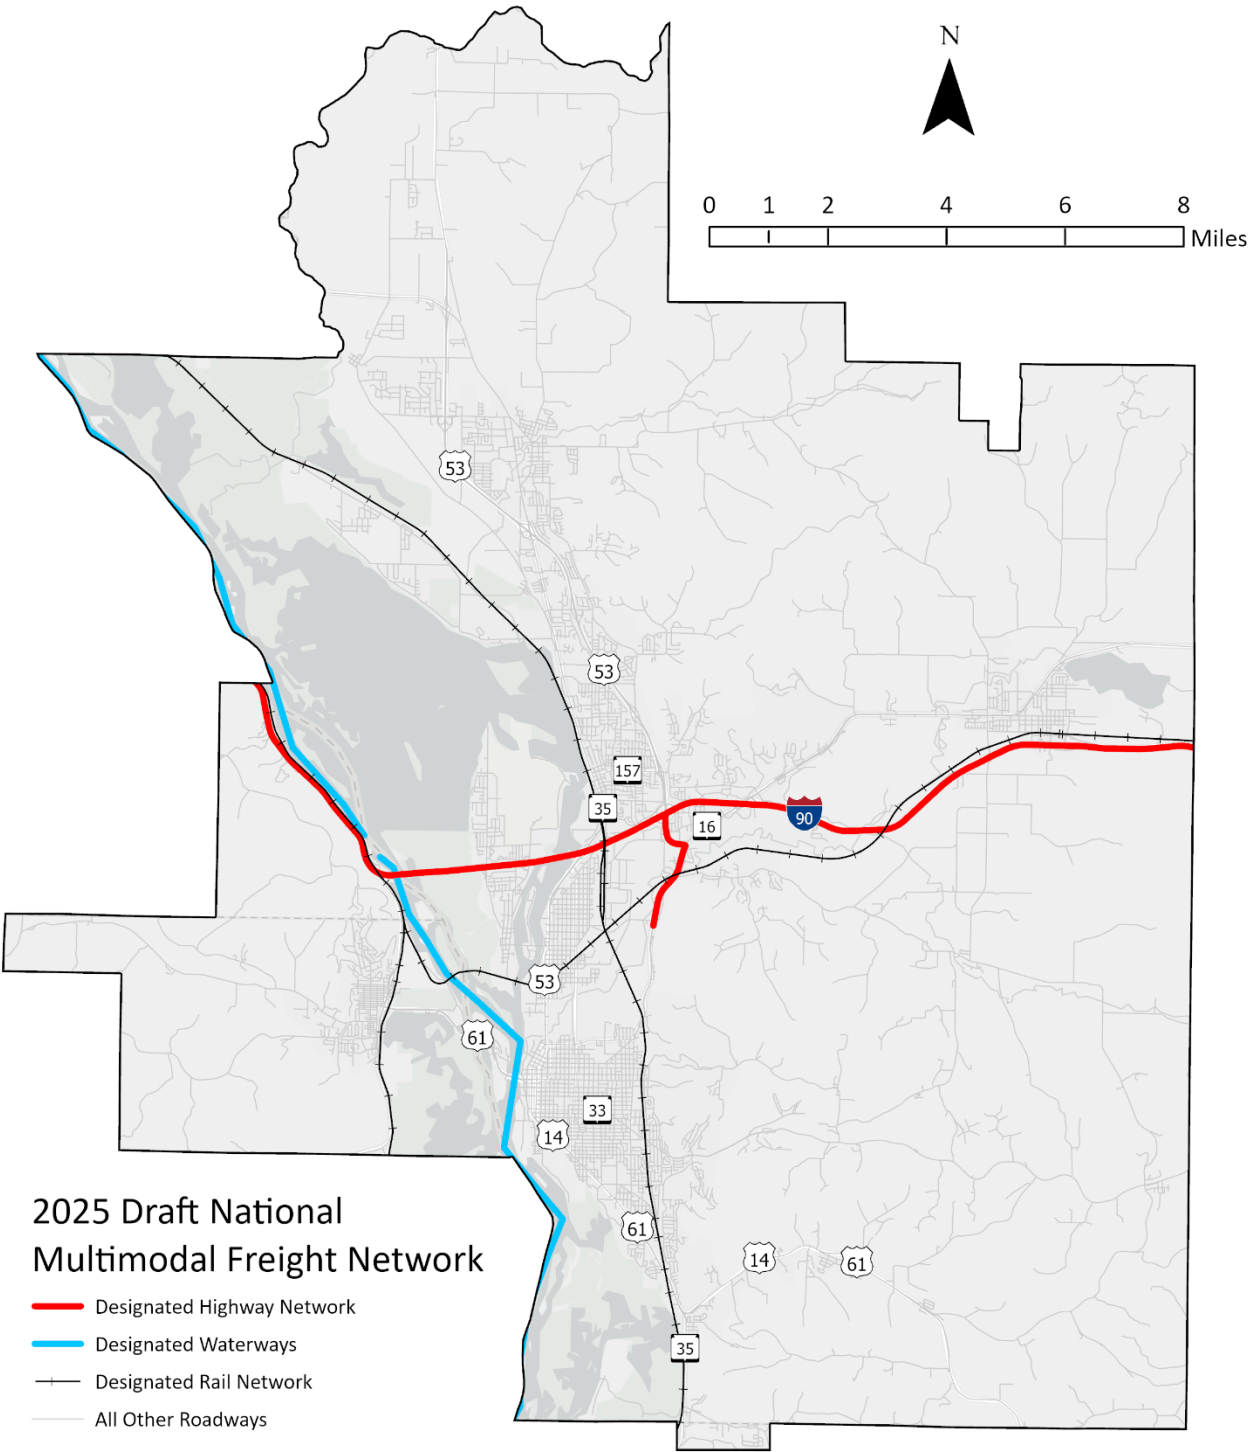 N
0 1 2 4 6 8
Miles
53
53
157
35
90
16
53
61
33
14
61
14
61
35
2025 Draft National
Multimodal Freight Network
Designated Highway Network
Designated Waterways
Designated Rail Network
All Other Roadways